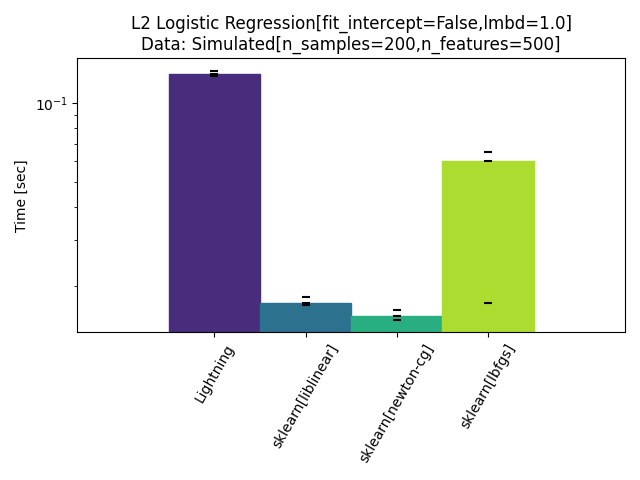 L2 Logistic Regression[fit_intercept=False,lmbd=1.0]
Data: Simulated[n_samples=200,n_features=500]
10⁻¹
Time [sec]
Lightning
sklearn[liblinear]
sklearn[newton-cg]
sklearn[lbfgs]